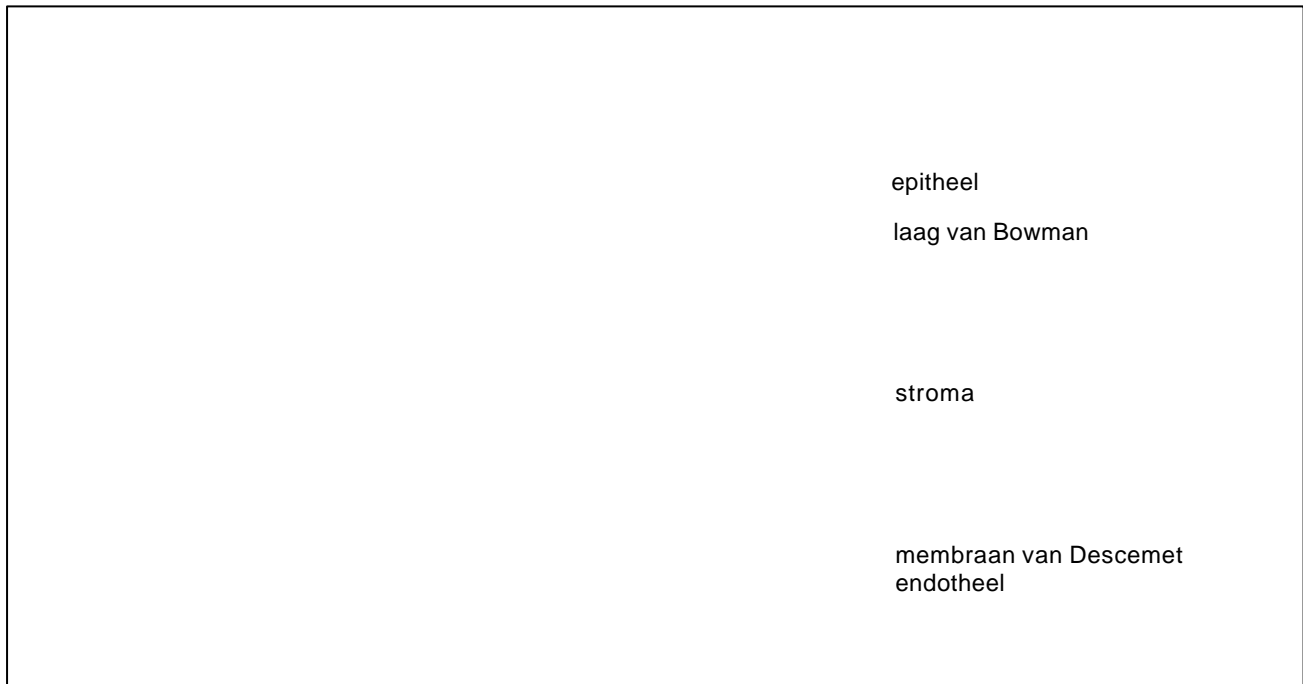 epitheel
laag van Bowman
stroma
membraan van Descemet
endotheel